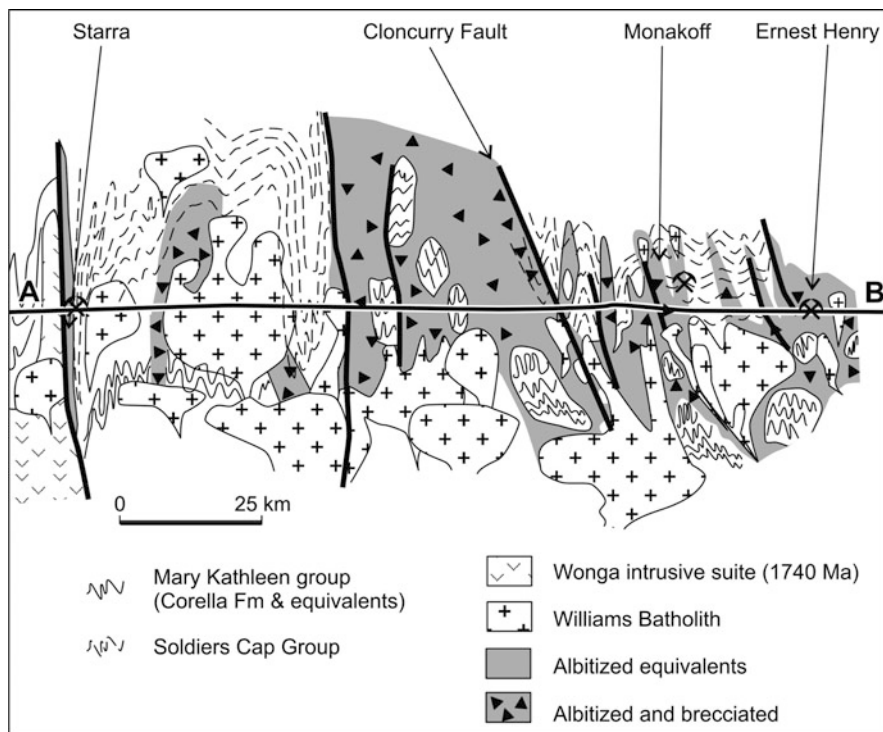 Starra
Cloncurry Fault
Monakoff
Ernest Henry
A
B
0
25 km
Mary Kathleen group
(Corella Fm & equivalents)
Soldiers Cap Group
Wonga intrusive suite (1740 Ma)
Williams Batholith
Albitized equivalents
Albitized and brecciated